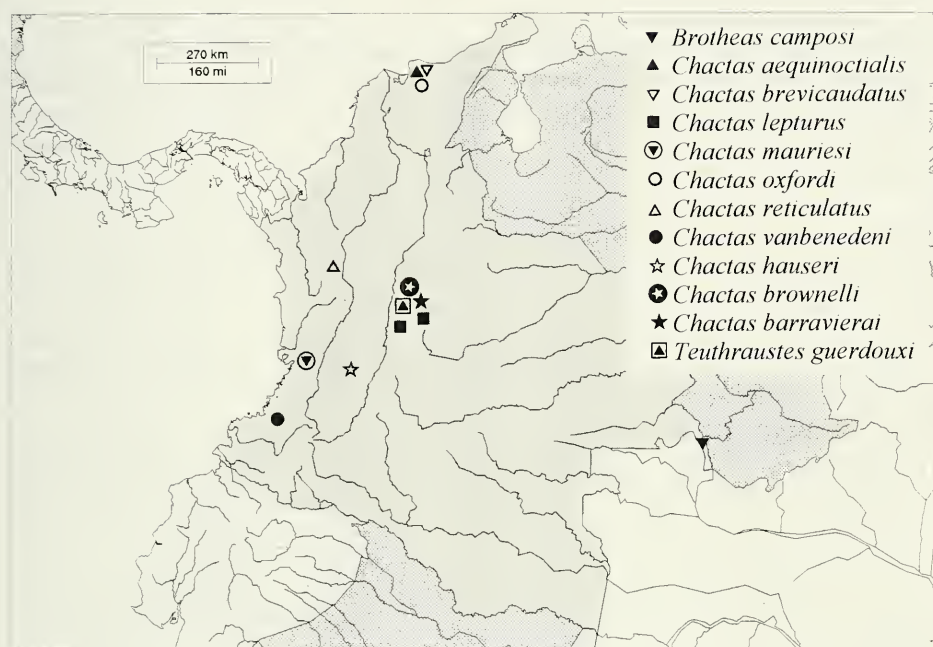 270 km
160 mi
Brotheas camposi
Chactas aequinoctialis
Chactas brevicaudatus
Chactas lepturus
Chactas mauriesi
Chactas oxfordi
Chactas reticulatus
Chactas vanbenedeni
Chactas hauseri
Chactas brownelli
Chactas barravierai
Teuthraustes guerdouxi